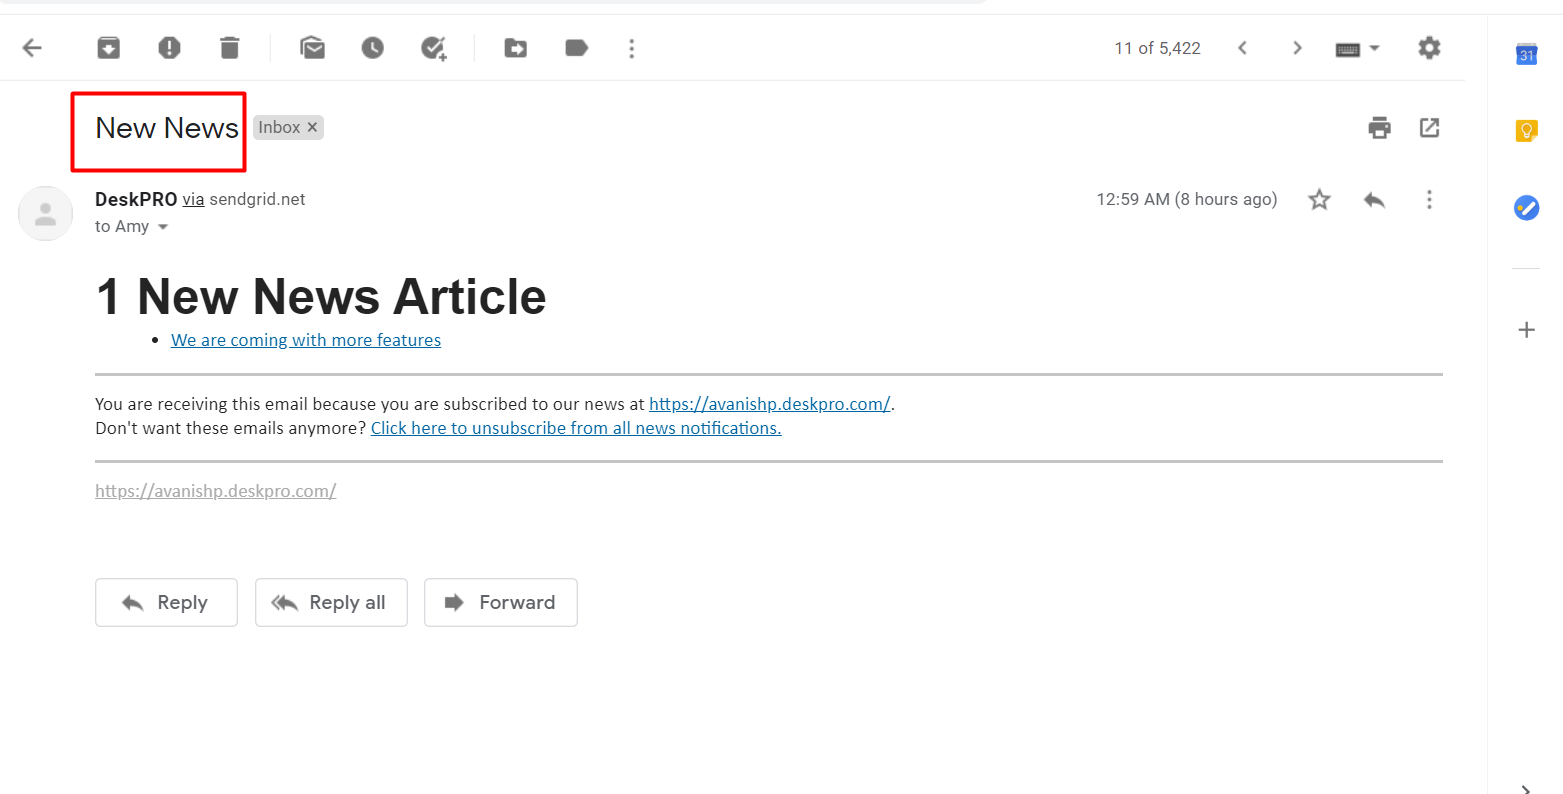 11 of 5,422
31
New News
Inbox ×
DeskPRO via sendgrid.net
12:59 AM (8 hours ago)
to Amy
1 New News Article
• We are coming with more features
You are receiving this email because you are subscribed to our news at https://avanishp.deskpro.com/.
Don't want these emails anymore? Click here to unsubscribe from all news notifications.
https://avanishp.deskpro.com/
Reply
Reply all
Forward